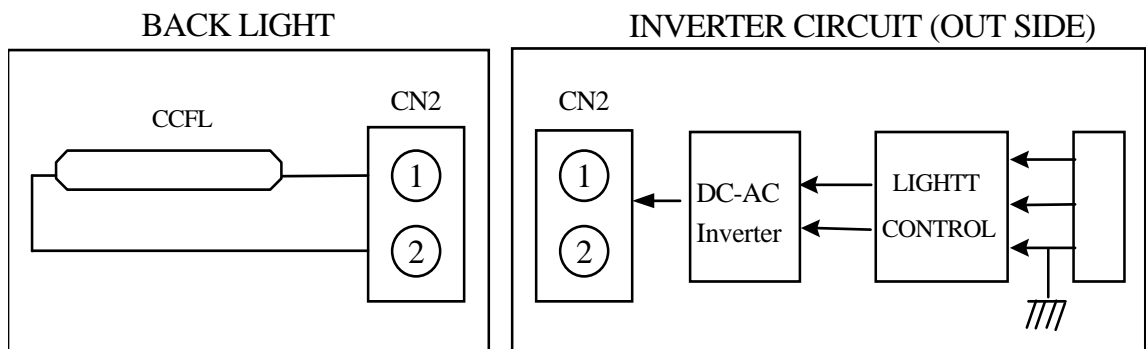 BACK LIGHT
CCFL
CN2
1
2
INVERTER CIRCUIT (OUT SIDE)
CN2
1
2
DC-AC
Inverter
LIGHTT
CONTROL